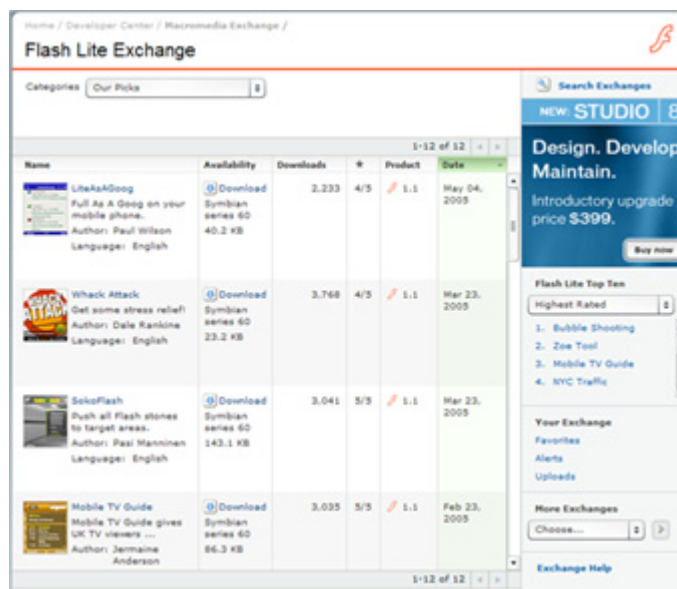 Home / Developer Center / Macromedia Exchange /
Flash Lite Exchange
Categories Our Picks
1-12 of 12
Name Availability Downloads ★ Product Date
LiteAsAGoog Download 2,233 4/5 1.1 May 04,
Full As A Goog on your Symbian 2005
mobile phone. series 60
Author: Paul Wilson 40.2 KB
Language: English
Whack Attack Download 3,768 4/5 1.1 Mar 23,
Get some stress relief! Symbian 2005
Author: Dale Rankine series 60
Language: English 23.2 KB
WHACK
ATTACK
SokoFlash Download 3,041 5/5 1.1 Mar 23,
Push all Flash stones Symbian 2005
to target areas. series 60
Author: Pasi Manninen 143.1 KB
Language: English
Mobile TV Guide Download 3,035 5/5 1.1 Feb 23,
Mobile TV Guide gives Symbian 2005
UK TV viewers ... series 60
Author: Jermaine 86.3 KB
Anderson
1-12 of 12
Search Exchanges
NEW: STUDIO 8
Design. Develop
Maintain.
Introductory upgrade
price $399.
Buy now
Flash Lite Top Ten
Highest Rated
1. Bubble Shooting
2. Zoe Tool
3. Mobile TV Guide
4. NYC Traffic
Your Exchange
Favorites
Alerts
Uploads
More Exchanges
Choose...
Exchange Help